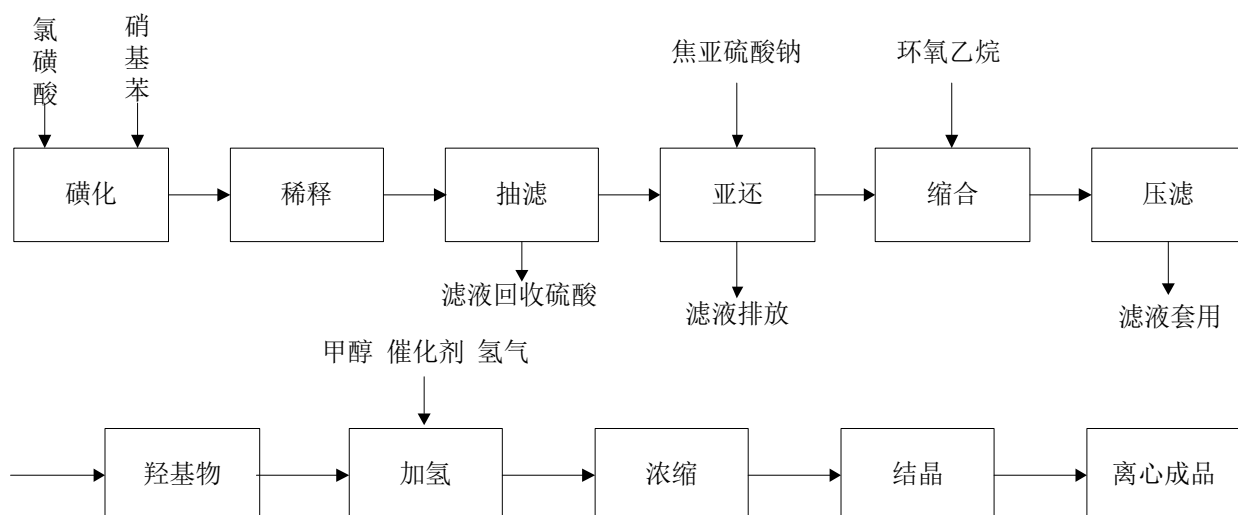 氯磺酸
硝基苯
焦亚硫酸钠
环氧乙烷
磺化
稀释
抽滤
亚还
缩合
压滤
滤液回收硫酸
滤液排放
滤液套用
甲醇 催化剂 氢气
羟基物
加氢
浓缩
结晶
离心成品